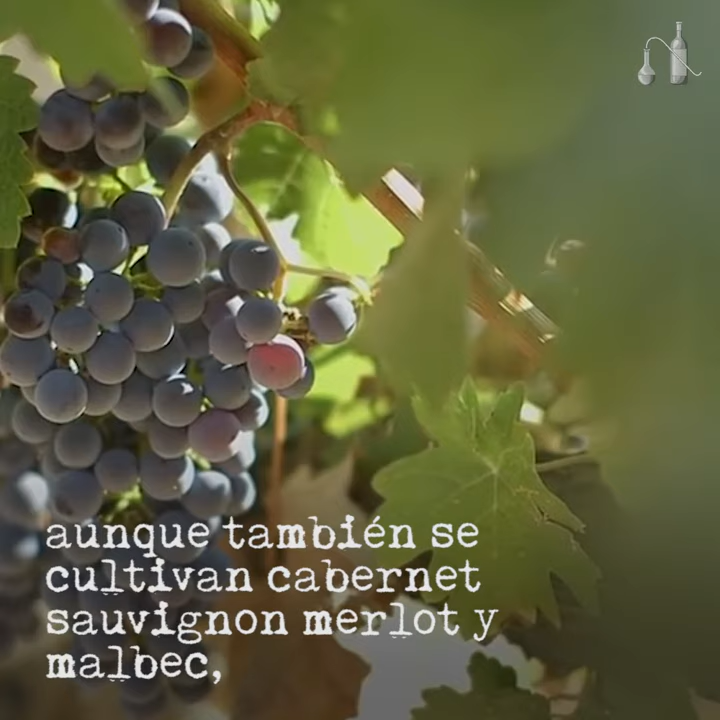 aunque también se
cultivan cabernet
sauvignon merlot y
malbec,